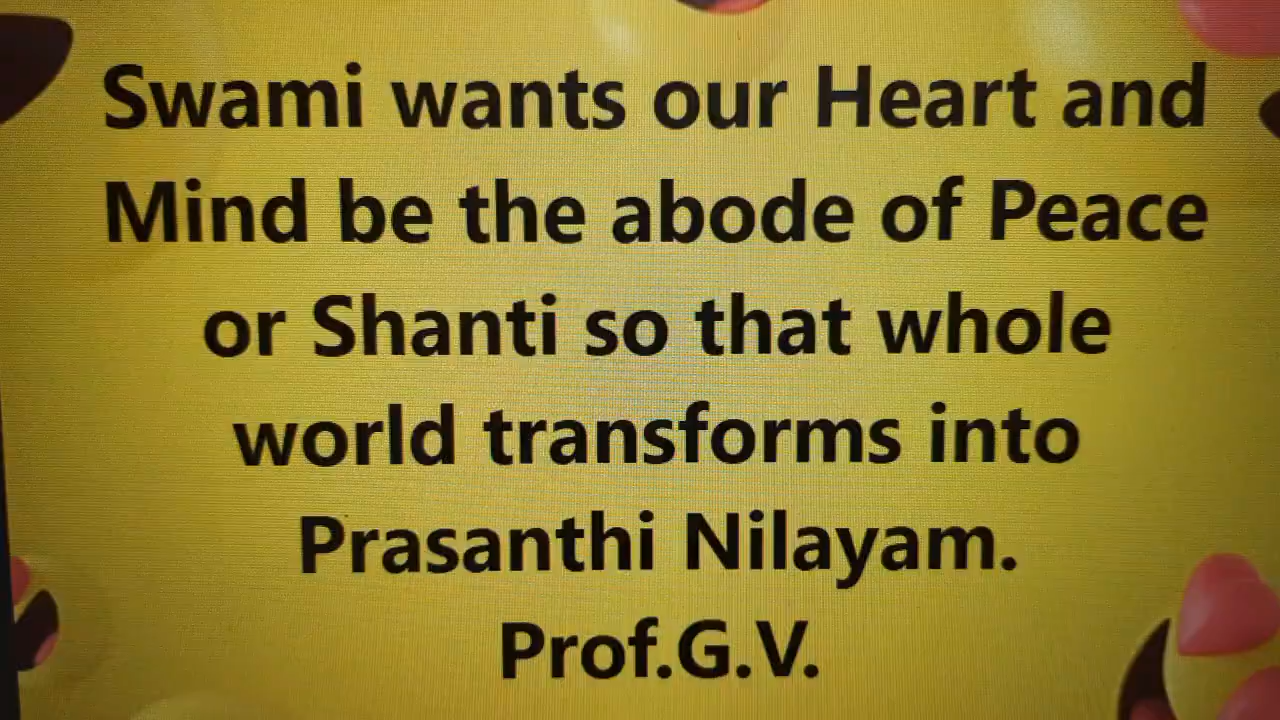 Swami wants our Heart and
Mind be the abode of Peace
or Shanti so that whole
world transforms into
Prasanthi Nilayam.
Prof.G.V.